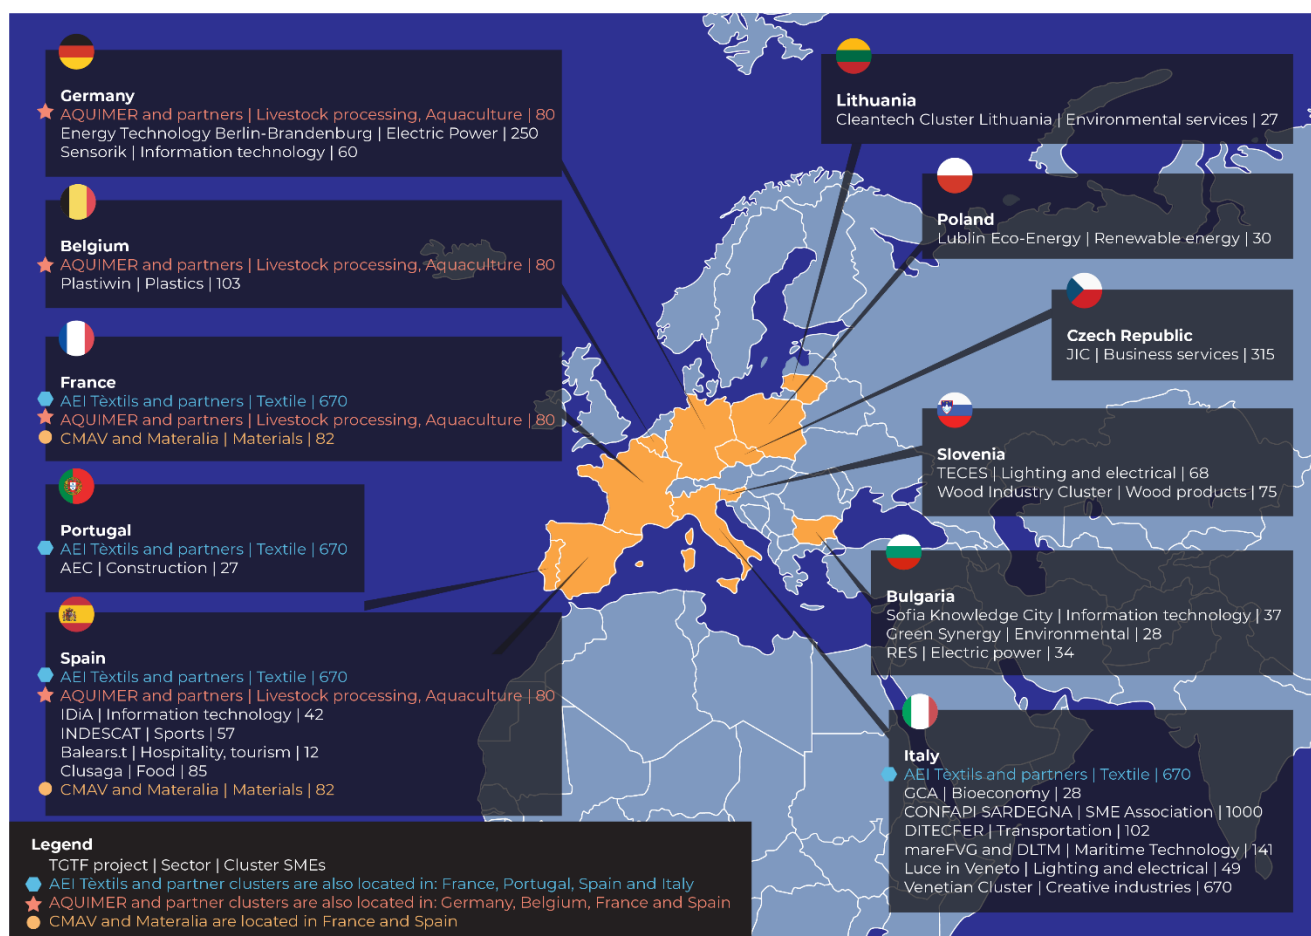 Germany
AQUIMER and partners | Livestock processing, Aquaculture | 80
Energy Technology Berlin-Brandenburg | Electric Power | 250
Sensorik | Information technology | 60
Belgium
AQUIMER and partners | Livestock processing, Aquaculture | 80
Plastiwin | Plastics | 103
France
AEI Tèxtils and partners | Textile | 670
AQUIMER and partners | Livestock processing, Aquaculture | 80
CMAV and Materalia | Materials | 82
Portugal
AEI Tèxtils and partners | Textile | 670
AEC | Construction | 27
Spain
AEI Tèxtils and partners | Textile | 670
AQUIMER and partners | Livestock processing, Aquaculture | 80
IDiA | Information technology | 42
INDESCAT | Sports | 57
Balears.t | Hospitality, tourism | 12
Clusaga | Food | 85
CMAV and Materalia | Materials | 82
Lithuania
Cleantech Cluster Lithuania | Environmental services | 27
Poland
Lublin Eco-Energy | Renewable energy | 30
Czech Republic
JIC | Business services | 315
Slovenia
TECES | Lighting and electrical | 68
Wood Industry Cluster | Wood products | 75
Bulgaria
Sofia Knowledge City | Information technology | 37
Green Synergy | Environmental | 28
RES | Electric power | 34
Italy
AEI Tèxtils and partners | Textile | 670
GCA | Bioeconomy | 28
CONFAPI SARDEGNA | SME Association | 1000
DITECFER | Transportation | 102
mareFVG and DLTM | Maritime Technology | 141
Luce in Veneto | Lighting and electrical | 49
Venetian Cluster | Creative industries | 670
Legend
TGTF project | Sector | Cluster SMEs
AEI Tèxtils and partner clusters are also located in: France, Portugal, Spain and Italy
AQUIMER and partner clusters are also located in: Germany, Belgium, France and Spain
CMAV and Materalia are located in France and Spain